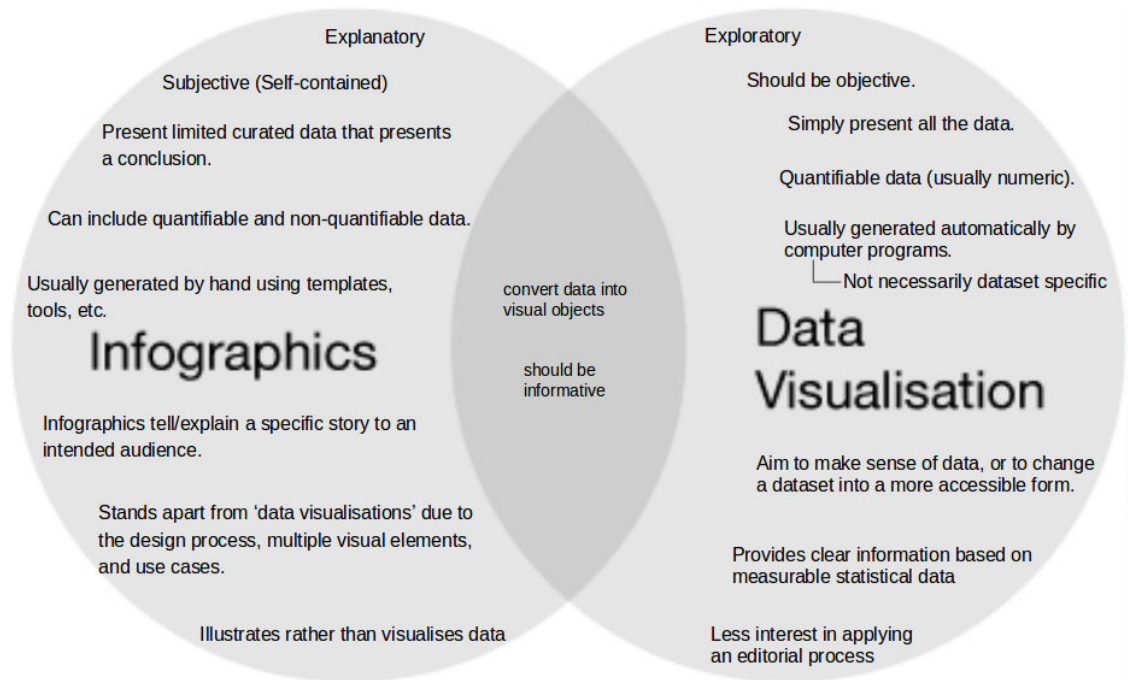 Explanatory
Subjective (Self-contained)
Present limited curated data that presents
a conclusion.
Can include quantifiable and non-quantifiable data.
Usually generated by hand using templates,
tools, etc.
Infographics
Infographics tell/explain a specific story to an
intended audience.
Stands apart from ‘data visualisations’ due to
the design process, multiple visual elements,
and use cases.
Illustrates rather than visualises data
convert data into
visual objects
should be
informative
Exploratory
Should be objective.
Simply present all the data.
Quantifiable data (usually numeric).
Usually generated automatically by
computer programs.
Not necessarily dataset specific
Data
Visualisation
Aim to make sense of data, or to change
a dataset into a more accessible form.
Provides clear information based on
measurable statistical data
Less interest in applying
an editorial process